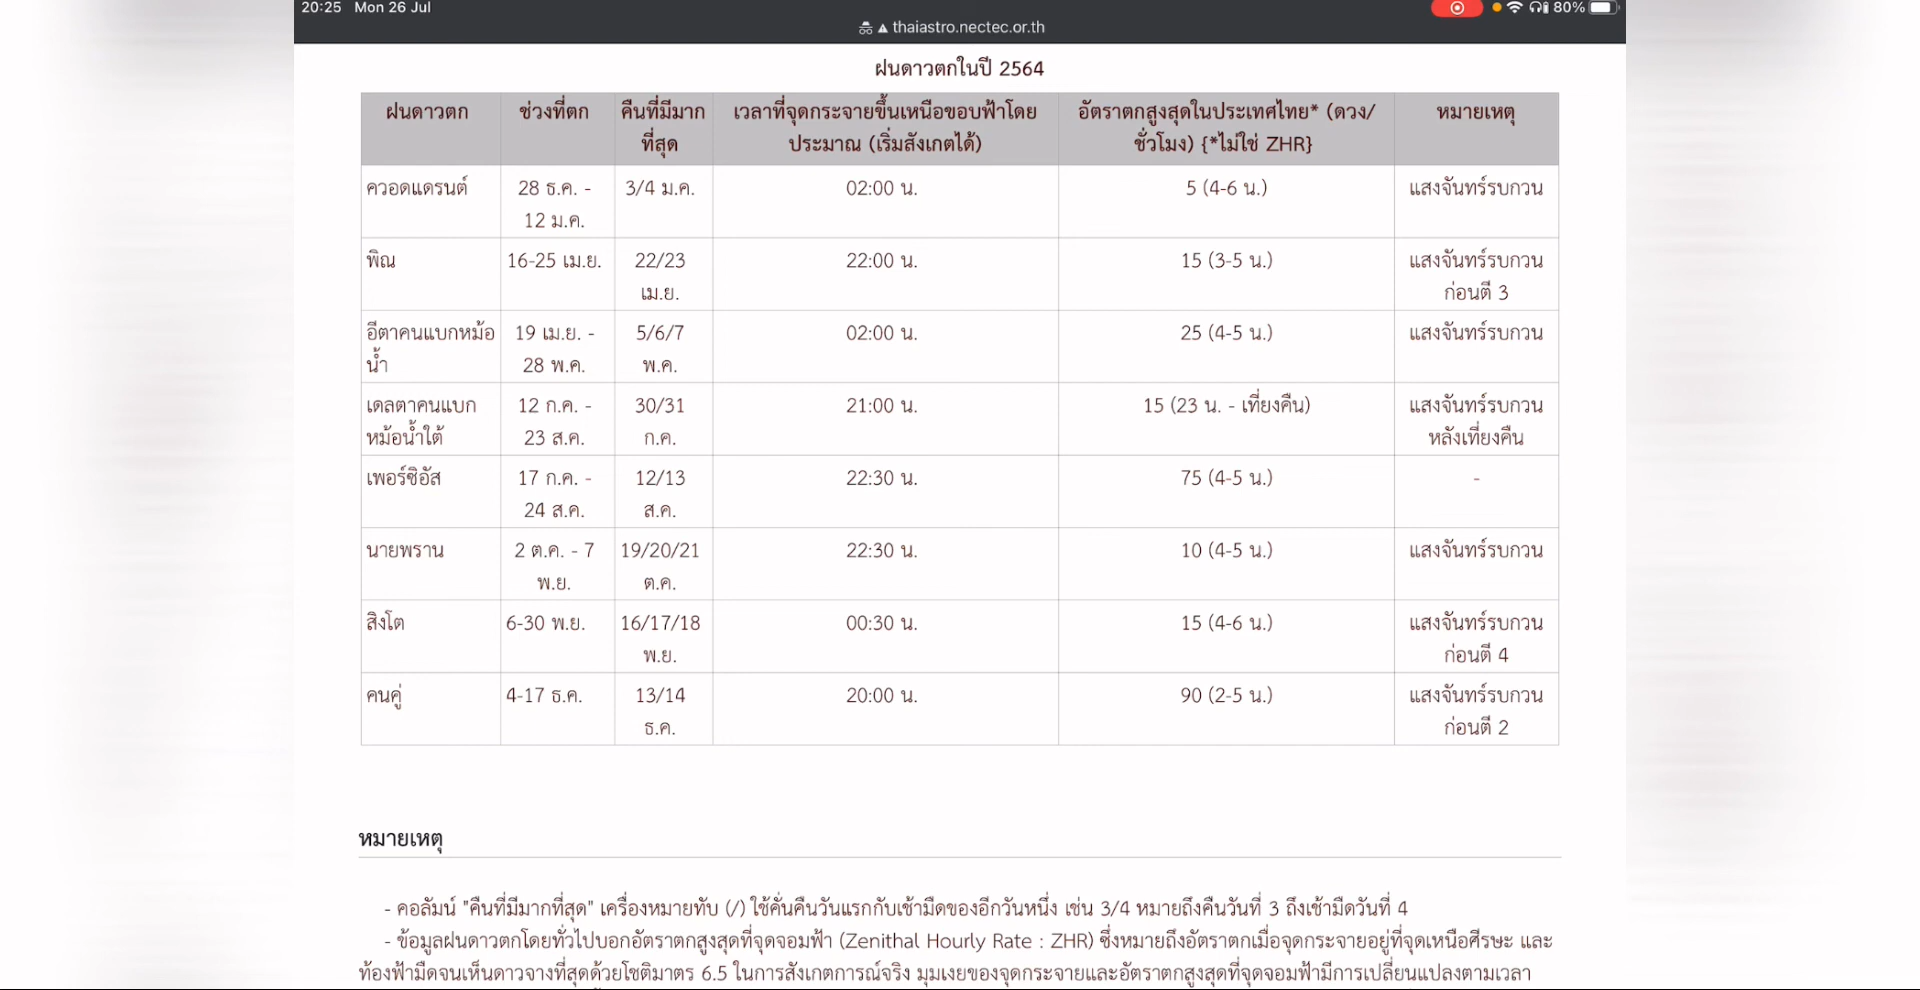 20:25 Mon 26 Jul
80%
thaiastro.nectec.or.th
ฝนดาวตกในปี 2564
ฝนดาวตก ช่วงที่ตก คืนที่มีมากที่สุด เวลาที่จุดกระจายขึ้นเหนือขอบฟ้าโดยประมาณ (เริ่มสังเกตได้) อัตราตกสูงสุดในประเทศไทย* (ดวง/ชั่วโมง) {*ไม่ใช่ ZHR} หมายเหตุ
ควอดแดรนต์ 28 ธ.ค. - 12 ม.ค. 3/4 ม.ค. 02:00 น. 5 (4-6 น.) แสงจันทร์รบกวน
พิณ 16-25 เม.ย. 22/23 เม.ย. 22:00 น. 15 (3-5 น.) แสงจันทร์รบกวนก่อนตี 3
อีตาคนแบกหม้อน้ำ 19 เม.ย. - 28 พ.ค. 5/6/7 พ.ค. 02:00 น. 25 (4-5 น.) แสงจันทร์รบกวน
เดลตาคนแบกหม้อน้ำใต้ 12 ก.ค. - 23 ส.ค. 30/31 ก.ค. 21:00 น. 15 (23 น. - เที่ยงคืน) แสงจันทร์รบกวนหลังเที่ยงคืน
เพอร์ซิอัส 17 ก.ค. - 24 ส.ค. 12/13 ส.ค. 22:30 น. 75 (4-5 น.) -
นายพราน 2 ต.ค. - 7 พ.ย. 19/20/21 ต.ค. 22:30 น. 10 (4-5 น.) แสงจันทร์รบกวน
สิงโต 6-30 พ.ย. 16/17/18 พ.ย. 00:30 น. 15 (4-6 น.) แสงจันทร์รบกวนก่อนตี 4
คนคู่ 4-17 ธ.ค. 13/14 ธ.ค. 20:00 น. 90 (2-5 น.) แสงจันทร์รบกวนก่อนตี 2
หมายเหตุ
- คอลัมน์ "คืนที่มีมากที่สุด" เครื่องหมายทับ (/) ใช้คั่นคืนวันแรกกับเช้ามืดของอีกวันหนึ่ง เช่น 3/4 หมายถึงคืนวันที่ 3 ถึงเช้ามืดวันที่ 4
- ข้อมูลฝนดาวตกโดยทั่วไปบอกอัตราตกสูงสุดที่จุดจอมฟ้า (Zenithal Hourly Rate : ZHR) ซึ่งหมายถึงอัตราตกเมื่อจุดกระจายอยู่ที่จุดเหนือศีรษะ และ
ท้องฟ้ามืดจนเห็นดาวจางที่สุดด้วยโชติมาตร 6.5 ในการสังเกตการณ์จริง มุมเงยของจุดกระจายและอัตราตกสูงสุดที่จุดจอมฟ้ามีการเปลี่ยนแปลงตามเวลา